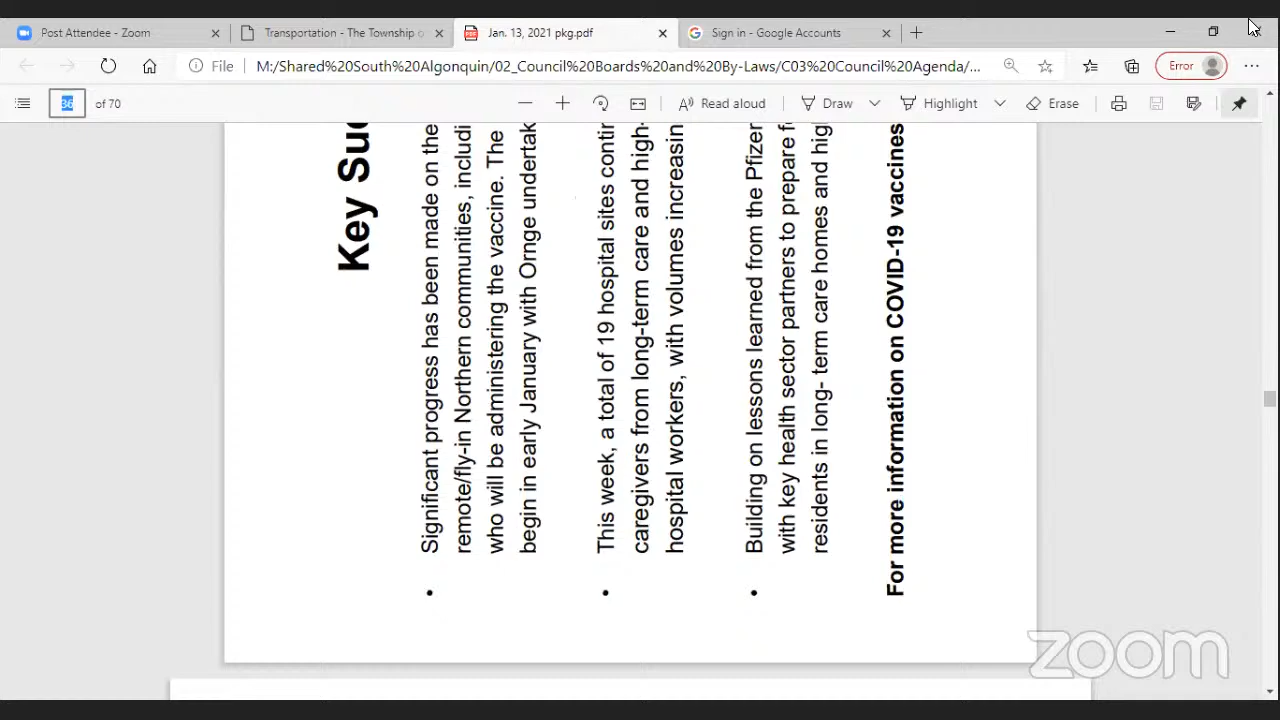 Post Attendee - Zoom
Transportation - The Township o
Jan. 13, 2021 pkg.pdf
Sign in - Google Accounts
File
M:/Shared%20South%20Algonquin/02_Council%20Boards%20and%20By-Laws/C03%20Council%20Agenda/...
Error
36 of 70
Read aloud
Draw
Highlight
Erase
Key Suc
• Significant progress has been made on the
remote/fly-in Northern communities, includi
who will be administering the vaccine. The
begin in early January with Ornge undertak
• This week, a total of 19 hospital sites contin
caregivers from long-term care and high-
hospital workers, with volumes increasin
• Building on lessons learned from the Pfizer
with key health sector partners to prepare f
residents in long- term care homes and high
For more information on COVID-19 vaccines
zoom